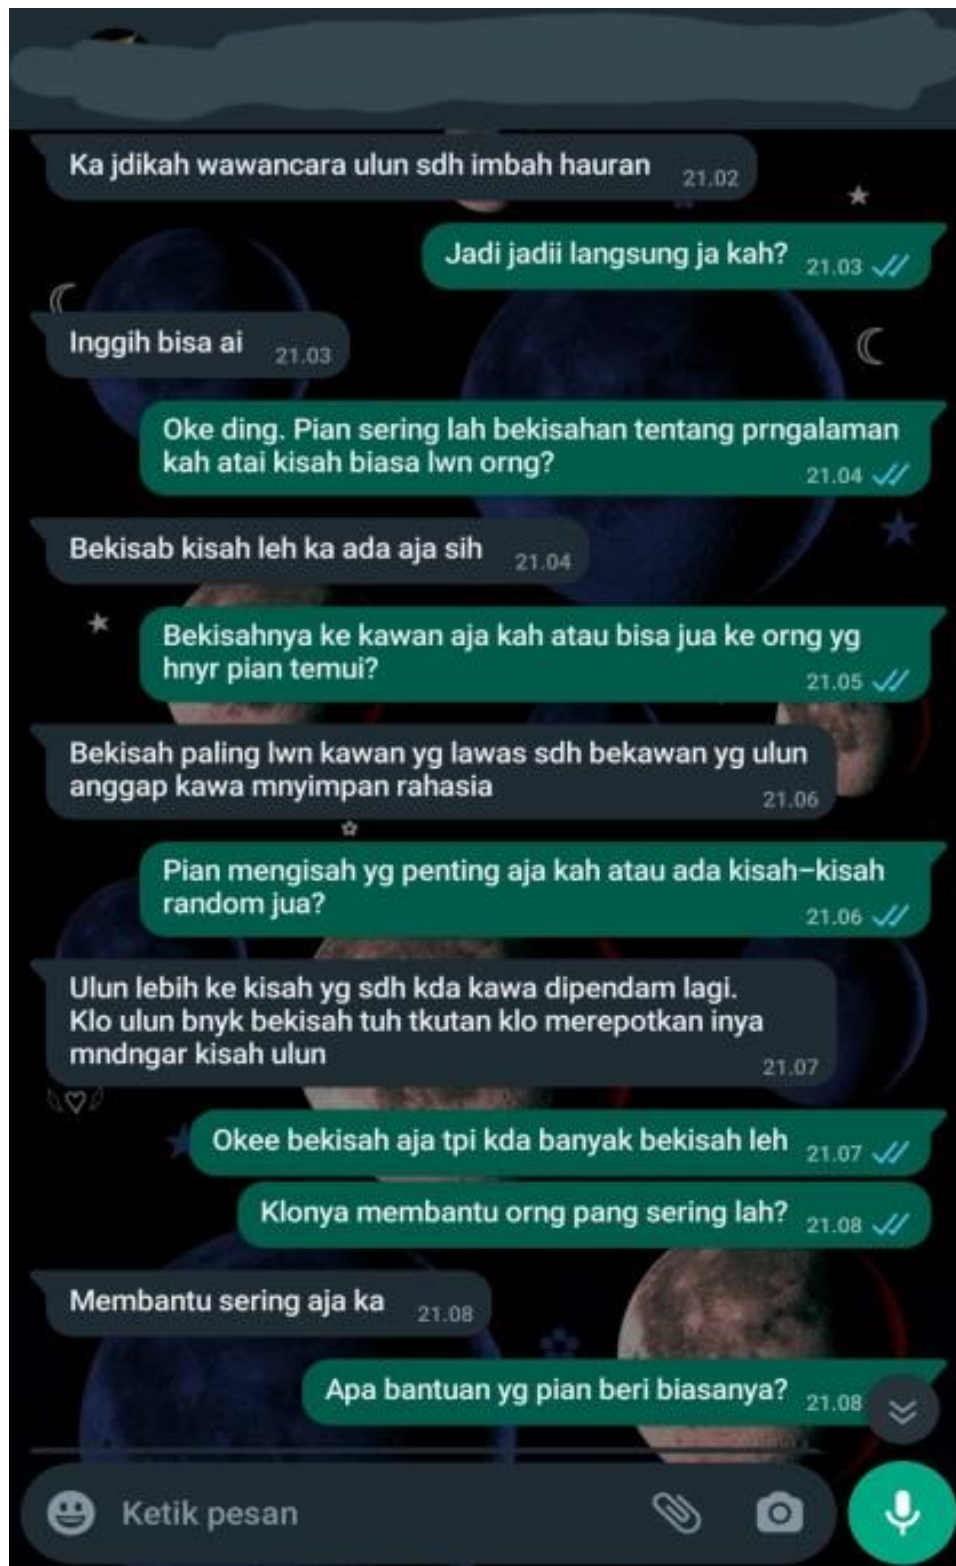 Ka jdikah wawancara ulun sdh imbah hauran 21.02
Jadi jadii langsung ja kah? 21.03
Inggih bisa ai 21.03
Oke ding. Pian sering lah bekisahan tentang prngalaman
kah atai kisah biasa lwn orng? 21.04
Bekisab kisah leh ka ada aja sih 21.04
Bekisahnya ke kawan aja kah atau bisa jua ke orng yg
hnyr pian temui? 21.05
Bekisah paling lwn kawan yg lawas sdh bekawan yg ulun
anggap kawa mnyimpan rahasia 21.06
Pian mengisah yg penting aja kah atau ada kisah-kisah
random jua? 21.06
Ulun lebih ke kisah yg sdh kda kawa dipendam lagi.
Klo ulun bnyk bekisah tuh tkutan klo merepotkan inya
mndngar kisah ulun 21.07
Okee bekisah aja tpi kda banyak bekisah leh 21.07
Klonya membantu orng pang sering lah? 21.08
Membantu sering aja ka 21.08
Apa bantuan yg pian beri biasanya? 21.08
Ketik pesan